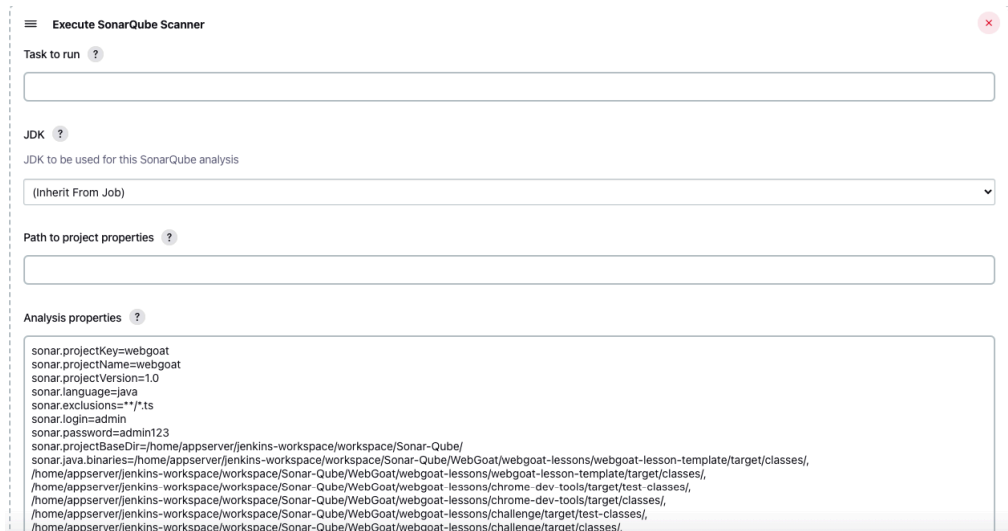 Execute SonarQube Scanner
Task to run ?
JDK ?
JDK to be used for this SonarQube analysis
(Inherit From Job)
Path to project properties ?
Analysis properties ?
sonar.projectKey=webgoat
sonar.projectName=webgoat
sonar.projectVersion=1.0
sonar.language=java
sonar.exclusions=**/*.ts
sonar.login=admin
sonar.password=admin123
sonar.projectBaseDir=/home/appserver/jenkins-workspace/workspace/Sonar-Qube/
sonar.java.binaries=/home/appserver/jenkins-workspace/workspace/Sonar-Qube/WebGoat/webgoat-lessons/webgoat-lesson-template/target/classes/,
/home/appserver/jenkins-workspace/workspace/Sonar-Qube/WebGoat/webgoat-lessons/webgoat-lesson-template/target/classes/,
/home/appserver/jenkins-workspace/workspace/Sonar-Qube/WebGoat/webgoat-lessons/chrome-dev-tools/target/test-classes/,
/home/appserver/jenkins-workspace/workspace/Sonar-Qube/WebGoat/webgoat-lessons/chrome-dev-tools/target/classes/,
/home/appserver/jenkins-workspace/workspace/Sonar-Qube/WebGoat/webgoat-lessons/challenge/target/test-classes/,
/home/appserver/jenkins-workspace/workspace/Sonar-Qube/WebGoat/webgoat-lessons/challenge/target/classes/,